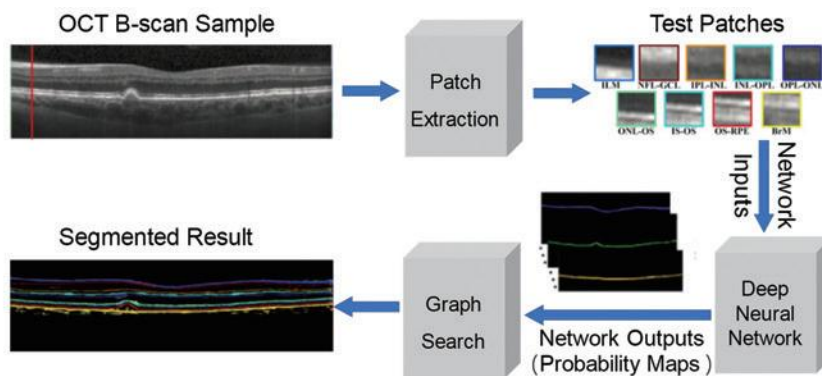 OCT B-scan Sample
Patch
Extraction
Test Patches
ILM NFL-GCL IPL-INL INL-OPL OPL-ONL
ONL-OS IS-OS OS-RPE BrM
Network
Inputs
Deep
Neural
Network
Network Outputs
(Probability Maps)
Graph
Search
Segmented Result